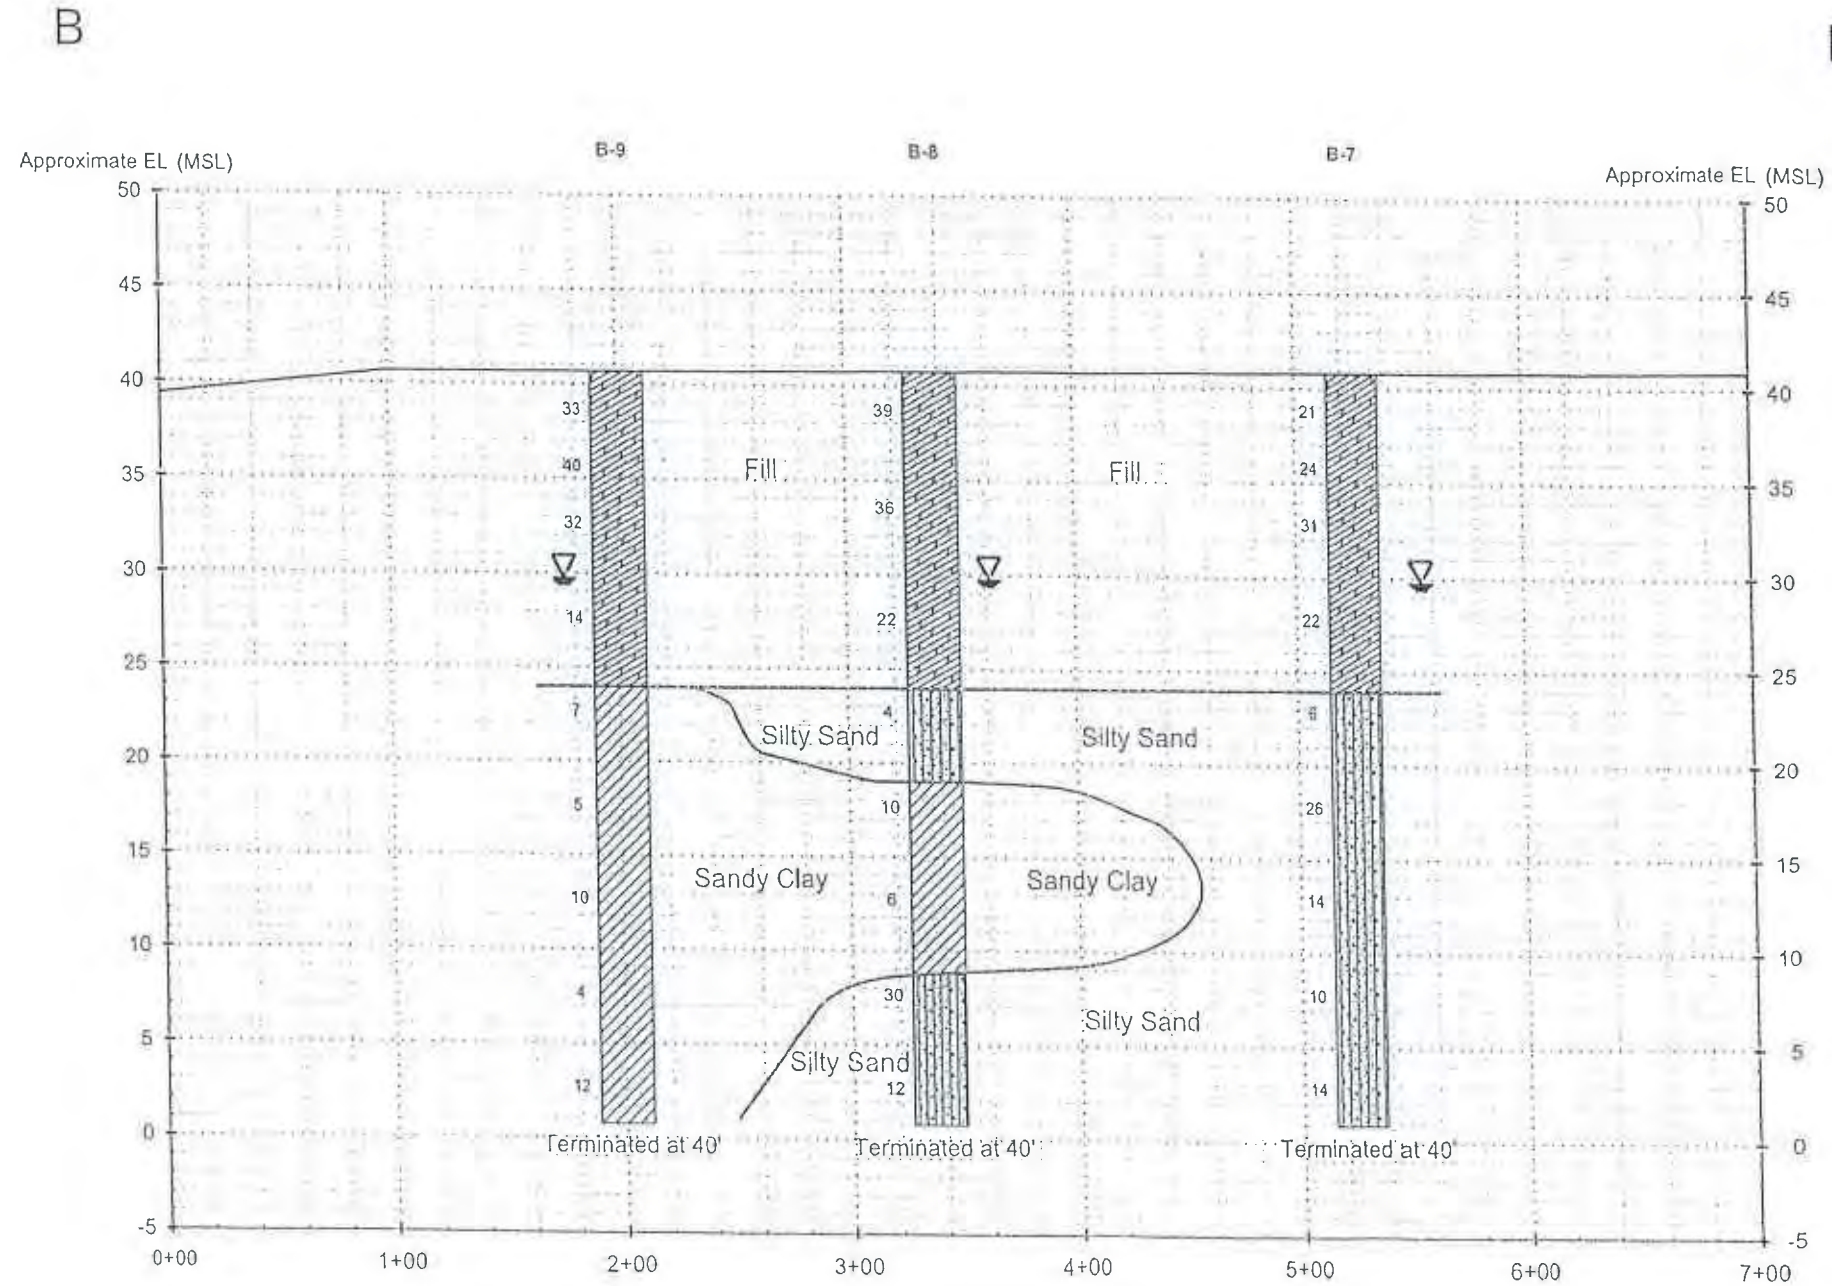 B
B-9 B-8 B-7
Approximate EL (MSL) Approximate EL (MSL)
50 50
45 45
40 40
33 39 21
40 Fill Fill 24
35 35
32 36 31
30 30
14 22 22
25 25
7 4 6
Silty Sand Silty Sand
20 20
5 10 26
15 15
Sandy Clay Sandy Clay
10 6 14
10 10
4 30 10
Silty Sand
5 5
Silty Sand
12 12 14
0 0
Terminated at 40' Terminated at 40' Terminated at 40'
-5 -5
0+00 1+00 2+00 3+00 4+00 5+00 6+00 7+00